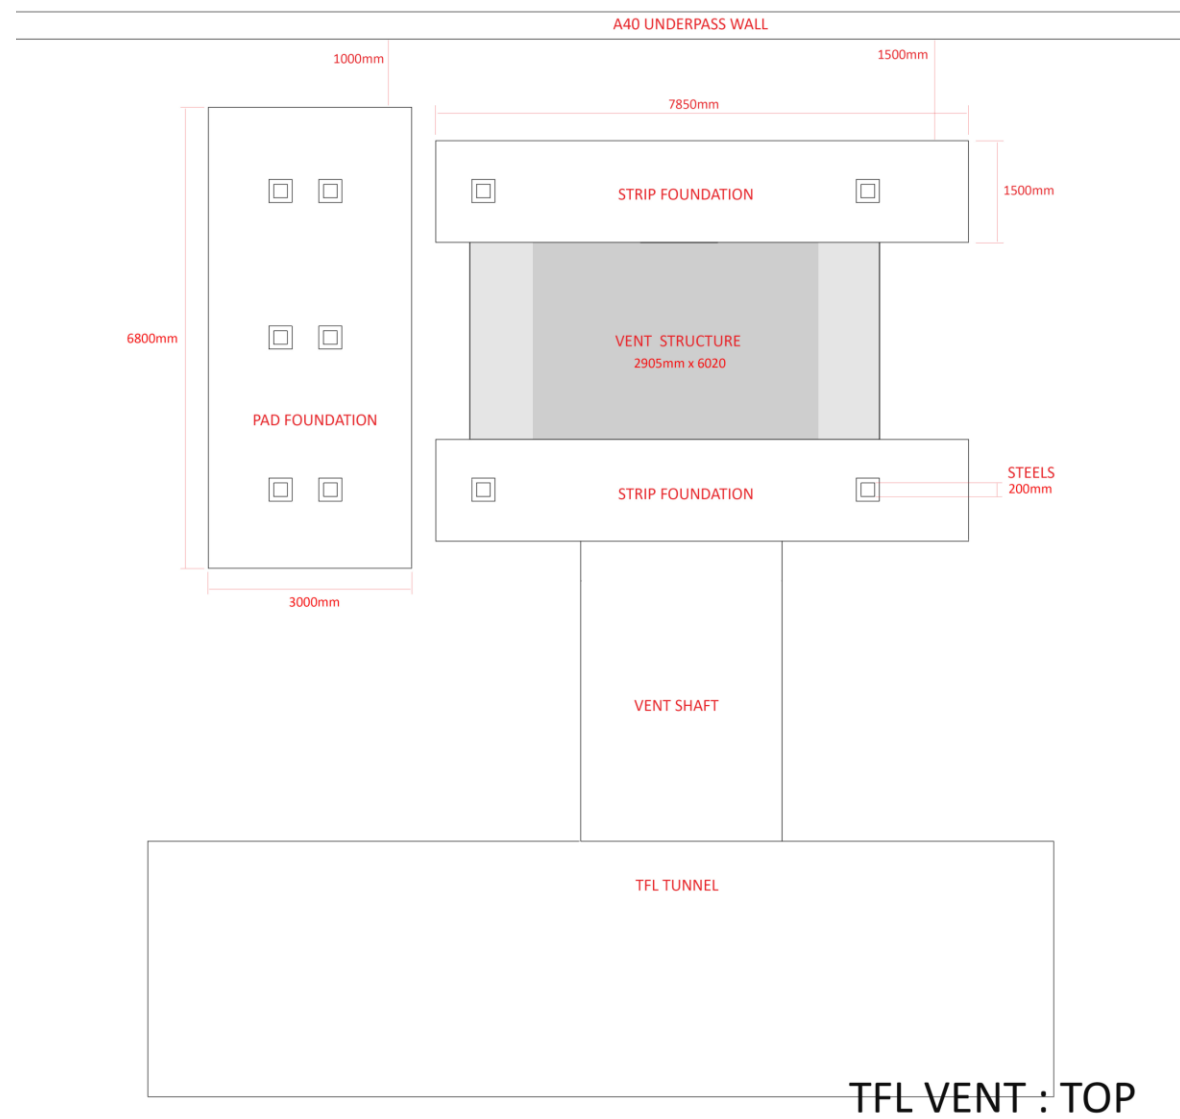 A40 UNDERPASS WALL
1000mm
1500mm
7850mm
STRIP FOUNDATION
1500mm
6800mm
VENT STRUCTURE
2905mm x 6020
PAD FOUNDATION
STEELS
200mm
STRIP FOUNDATION
3000mm
VENT SHAFT
TFL TUNNEL
TFL VENT : TOP